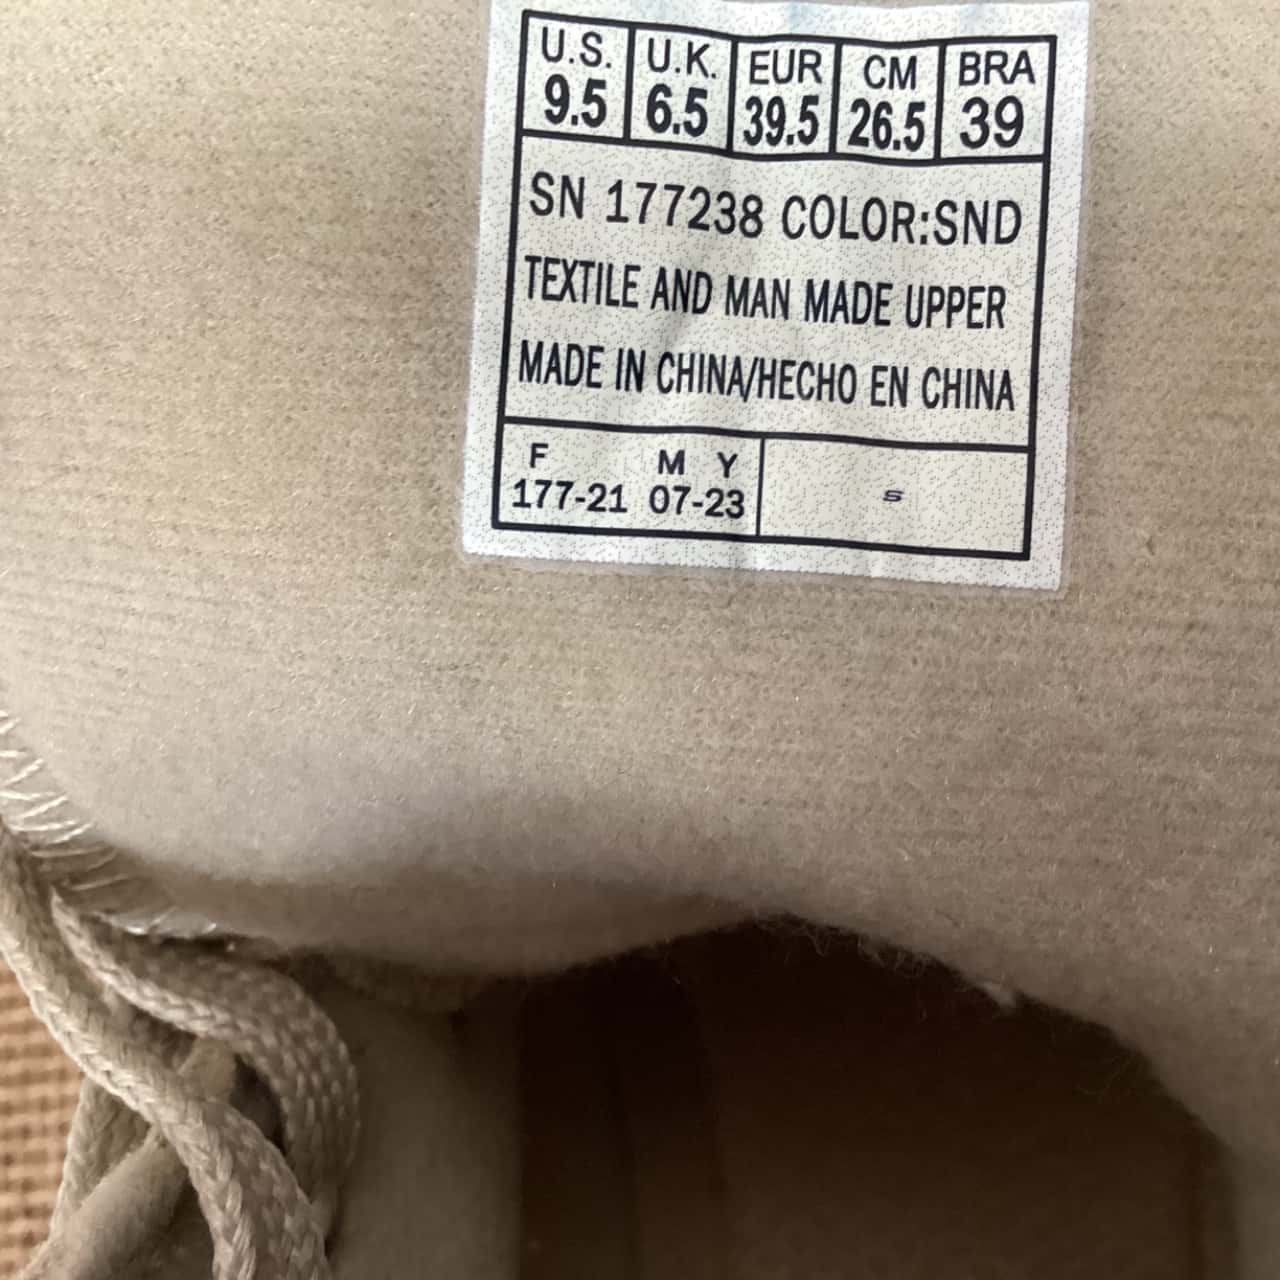 U.S. U.K. EUR CM BRA
9.5 6.5 39.5 26.5 39
SN 177238 COLOR:SND
TEXTILE AND MAN MADE UPPER
MADE IN CHINA/HECHO EN CHINA
F M Y
177-21 07-23 S